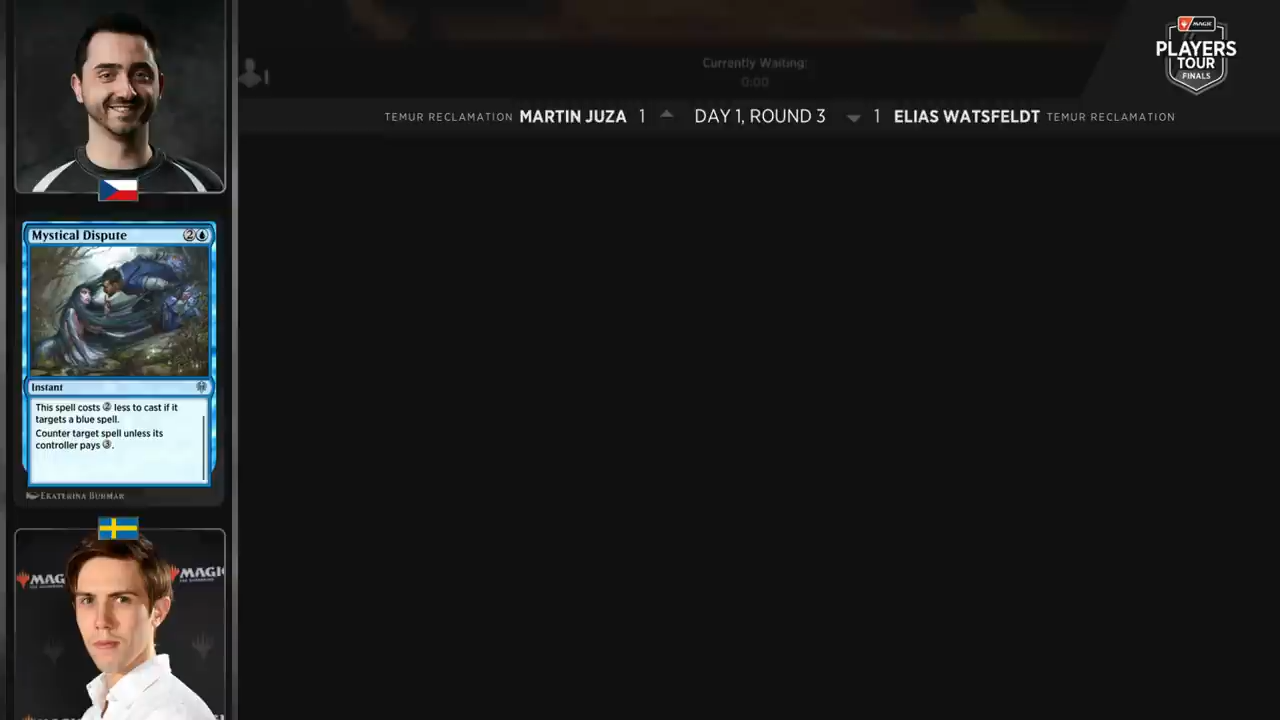 MAGIC
PLAYERS
TOUR
FINALS
Currently Waiting:
0:00
TEMUR RECLAMATION MARTIN JUZA 1 DAY 1, ROUND 3 1 ELIAS WATSFELDT TEMUR RECLAMATION
Mystical Dispute 2
Instant
This spell costs 2 less to cast if it
targets a blue spell.
Counter target spell unless its
controller pays 3.
EKATERINA BURMAK
MAG
MAGIC